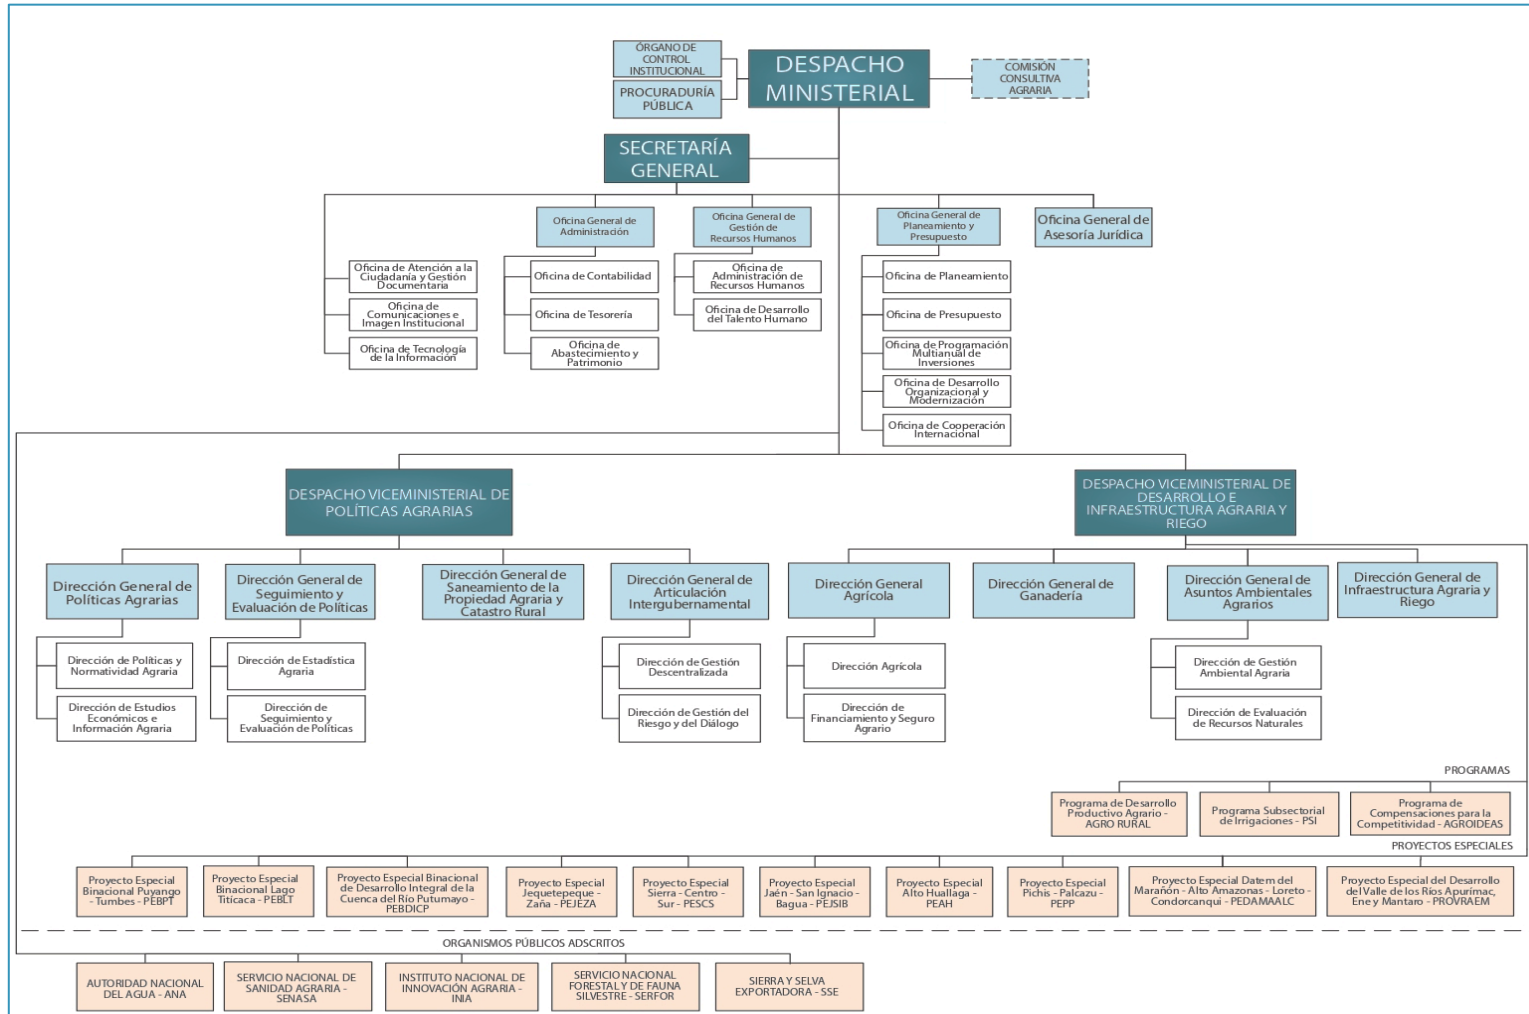 ÓRGANO DE
CONTROL
INSTITUCIONAL
PROCURADURÍA
PÚBLICA
DESPACHO
MINISTERIAL
COMISIÓN
CONSULTIVA
AGRARIA
SECRETARÍA
GENERAL
Oficina General de
Administración
Oficina General de
Gestión de
Recursos Humanos
Oficina General de
Planeamiento y
Presupuesto
Oficina General de
Asesoría Jurídica
Oficina de Atención a la
Ciudadanía y Gestión
Documentaria
Oficina de
Comunicaciones e
Imagen Institucional
Oficina de Tecnología
de la Información
Oficina de Contabilidad
Oficina de Tesorería
Oficina de
Abastecimiento y
Patrimonio
Oficina de
Administración de
Recursos Humanos
Oficina de Desarrollo
del Talento Humano
Oficina de Planeamiento
Oficina de Presupuesto
Oficina de Programación
Multianual de
Inversiones
Oficina de Desarrollo
Organizacional y
Modernización
Oficina de Cooperación
Internacional
DESPACHO VICEMINISTERIAL DE
POLÍTICAS AGRARIAS
DESPACHO VICEMINISTERIAL DE
DESARROLLO E
INFRAESTRUCTURA AGRARIA Y
RIEGO
Dirección General de
Políticas Agrarias
Dirección General de
Seguimiento y
Evaluación de Políticas
Dirección General de
Saneamiento de la
Propiedad Agraria y
Catastro Rural
Dirección General de
Articulación
Intergubernamental
Dirección General
Agrícola
Dirección General de
Ganadería
Dirección General de
Asuntos Ambientales
Agrarios
Dirección General de
Infraestructura Agraria y
Riego
Dirección de Políticas y
Normatividad Agraria
Dirección de Estudios
Económicos e
Información Agraria
Dirección de Estadística
Agraria
Dirección de
Seguimiento y
Evaluación de Políticas
Dirección de Gestión
Descentralizada
Dirección de Gestión del
Riesgo y del Diálogo
Dirección Agrícola
Dirección de
Financiamiento y Seguro
Agrario
Dirección de Gestión
Ambiental Agraria
Dirección de Evaluación
de Recursos Naturales
PROGRAMAS
Programa de Desarrollo
Productivo Agrario -
AGRO RURAL
Programa Subsectorial
de Irrigaciones - PSI
Programa de
Compensaciones para la
Competitividad - AGROIDEAS
PROYECTOS ESPECIALES
Proyecto Especial
Binacional Puyango
- Tumbes - PEBPT
Proyecto Especial
Binacional Lago
Titicaca - PEBLT
Proyecto Especial Binacional
de Desarrollo Integral de la
Cuenca del Río Putumayo -
PEBDICP
Proyecto Especial
Jequetepeque -
Zaña - PEJEZA
Proyecto Especial
Sierra - Centro -
Sur - PESCS
Proyecto Especial
Jaén - San Ignacio -
Bagua - PEJSIB
Proyecto Especial
Alto Huallaga -
PEAH
Proyecto Especial
Pichis - Palcazu -
PEPP
Proyecto Especial Datem del
Marañón - Alto Amazonas - Loreto -
Condorcanqui - PEDAMAALC
Proyecto Especial del Desarrollo
del Valle de los Ríos Apurímac,
Ene y Mantaro - PROVRAEM
ORGANISMOS PÚBLICOS ADSCRITOS
AUTORIDAD NACIONAL
DEL AGUA - ANA
SERVICIO NACIONAL DE
SANIDAD AGRARIA -
SENASA
INSTITUTO NACIONAL DE
INNOVACIÓN AGRARIA -
INIA
SERVICIO NACIONAL
FORESTAL Y DE FAUNA
SILVESTRE - SERFOR
SIERRA Y SELVA
EXPORTADORA - SSE